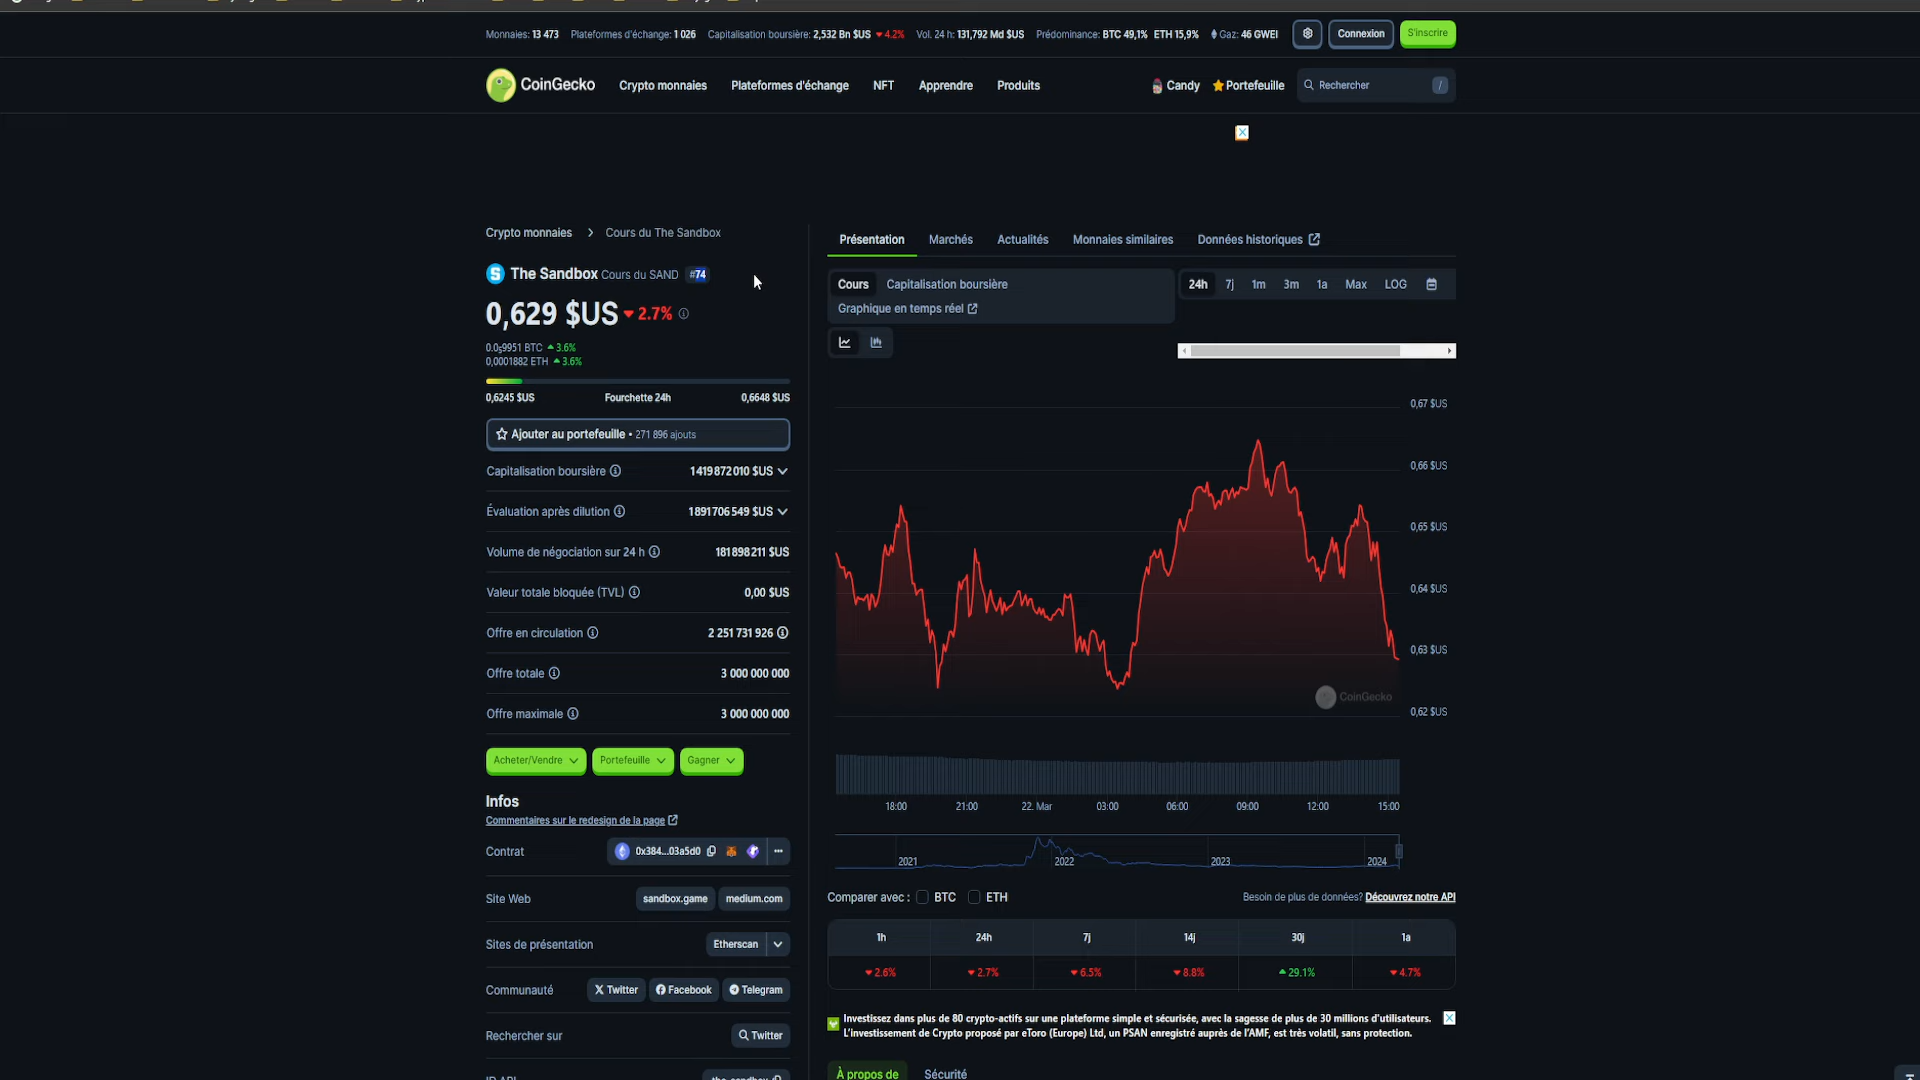 Monnaies: 13 473 Plateformes d'échange: 1 026 Capitalisation boursière: 2,532 Bn $US 4.2% Vol. 24 h: 131,792 Md $US Prédominance: BTC 49,1% ETH 15,9% Gaz: 46 GWEI Connexion S'inscrire
CoinGecko Crypto monnaies Plateformes d'échange NFT Apprendre Produits Candy Portefeuille Rechercher /
Crypto monnaies > Cours du The Sandbox
The Sandbox Cours du SAND #74
0,629 $US 2.7%
0.0₅9951 BTC 3.6%
0,0001882 ETH 3.6%
0,6245 $US Fourchette 24h 0,6648 $US
Ajouter au portefeuille • 271 896 ajouts
Capitalisation boursière 1419872010 $US
Évaluation après dilution 1891706549 $US
Volume de négociation sur 24 h 181898211 $US
Valeur totale bloquée (TVL) 0,00 $US
Offre en circulation 2 251 731 926
Offre totale 3 000 000 000
Offre maximale 3 000 000 000
Acheter/Vendre Portefeuille Gagner
Infos
Commentaires sur le redesign de la page
Contrat 0x384...03a5d0
Site Web sandbox.game medium.com
Sites de présentation Etherscan
Communauté Twitter Facebook Telegram
Rechercher sur Twitter
Présentation Marchés Actualités Monnaies similaires Données historiques
Cours Capitalisation boursière
Graphique en temps réel
24h 7j 1m 3m 1a Max LOG
0,67 $US
0,66 $US
0,65 $US
0,64 $US
0,63 $US
CoinGecko
0,62 $US
18:00 21:00 22. Mar 03:00 06:00 09:00 12:00 15:00
2021 2022 2023 2024
Comparer avec : BTC ETH Besoin de plus de données? Découvrez notre API
1h 24h 7j 14j 30j 1a
2.6% 2.7% 6.5% 8.8% 29.1% 4.7%
Investissez dans plus de 80 crypto-actifs sur une plateforme simple et sécurisée, avec la sagesse de plus de 30 millions d'utilisateurs.
L'investissement de Crypto proposé par eToro (Europe) Ltd, un PSAN enregistré auprès de l'AMF, est très volatil, sans protection.
À propos de Sécurité